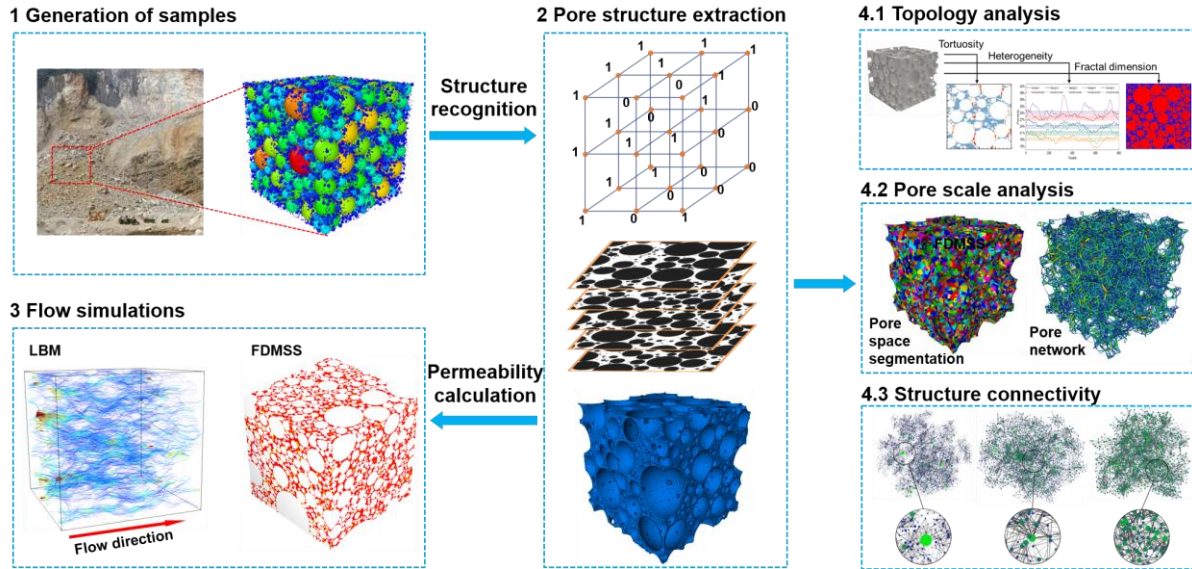 1 Generation of samples
Structure
recognition
2 Pore structure extraction
1
1
1
1
1
1
1
0
0
0
0
0
1
1
1
0
0
0
1
1
0
0
1
0
1
Permeability
calculation
3 Flow simulations
LBM
FDMSS
Flow direction
4.1 Topology analysis
Tortuosity
Heterogeneity
Fractal dimension
4.2 Pore scale analysis
FDMSS
Pore
space
segmentation
Pore
network
4.3 Structure connectivity